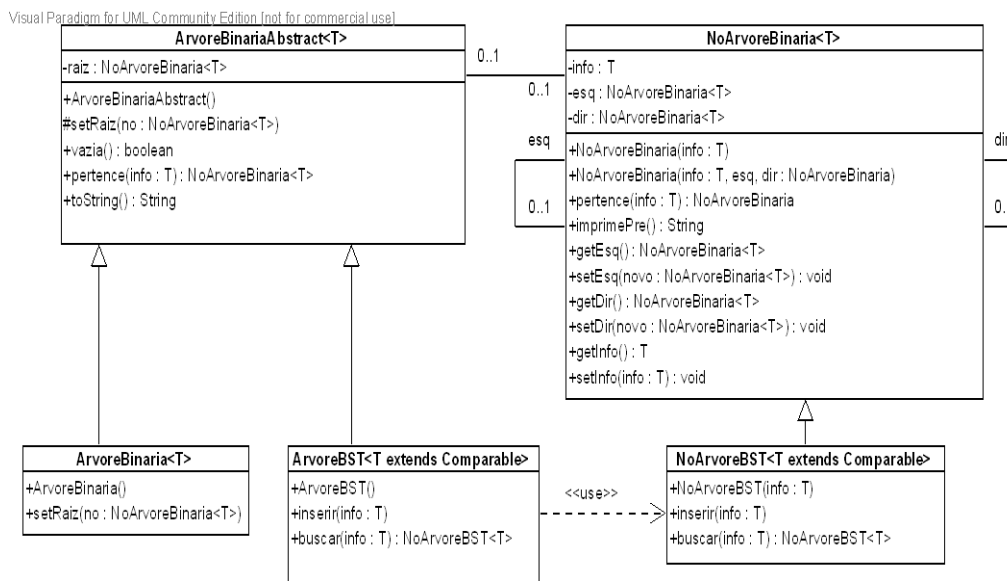 Visual Paradigm for UML Community Edition [not for commercial use]
ArvoreBinariaAbstract<T>
-raiz : NoArvoreBinaria<T>
+ArvoreBinariaAbstract()
#setRaiz(no : NoArvoreBinaria<T>)
+vazia() : boolean
+pertence(info : T) : NoArvoreBinaria<T>
+toString() : String
0..1
0..1
NoArvoreBinaria<T>
-info : T
-esq : NoArvoreBinaria<T>
-dir : NoArvoreBinaria<T>
+NoArvoreBinaria(info : T)
+NoArvoreBinaria(info : T, esq, dir : NoArvoreBinaria)
+pertence(info : T) : NoArvoreBinaria
+imprimePre() : String
+getEsq() : NoArvoreBinaria<T>
+setEsq(novo : NoArvoreBinaria<T>) : void
+getDir() : NoArvoreBinaria<T>
+setDir(novo : NoArvoreBinaria<T>) : void
+getInfo() : T
+setInfo(info : T) : void
esq
0..1
dir
ArvoreBinaria<T>
+ArvoreBinaria()
+setRaiz(no : NoArvoreBinaria<T>)
ArvoreBST<T extends Comparable>
+ArvoreBST()
+inserir(info : T)
+buscar(info : T) : NoArvoreBST<T>
<<use>>
NoArvoreBST<T extends Comparable>
+NoArvoreBST(info : T)
+inserir(info : T)
+buscar(info : T) : NoArvoreBST<T>